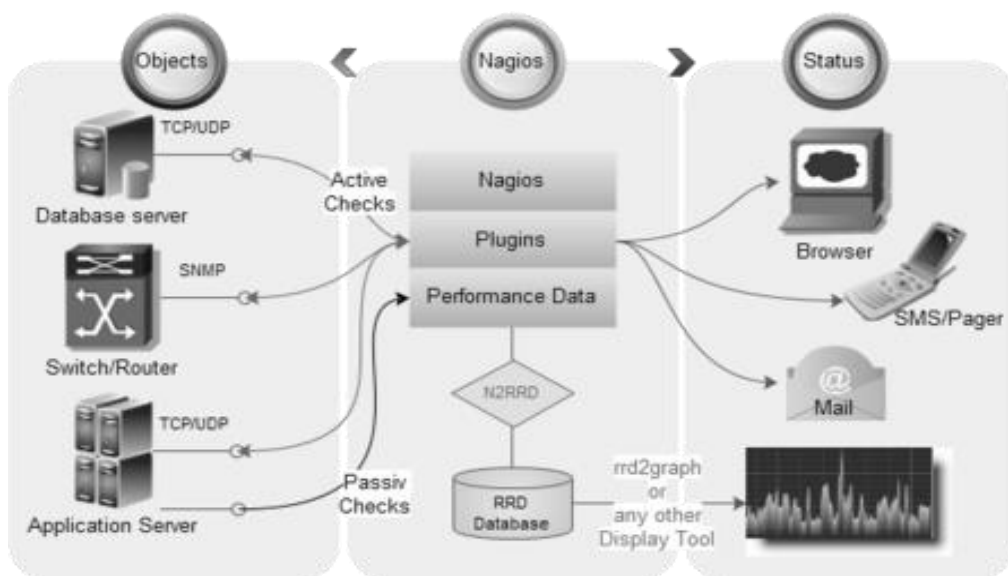 Objects
Nagios
Status
TCP/UDP
Database server
SNMP
Switch/Router
TCP/UDP
Application Server
Active
Checks
Passiv
Checks
Nagios
Plugins
Performance Data
N2RRD
RRD
Database
rrd2graph
or
any other
Display Tool
Browser
SMS/Pager
@
Mail